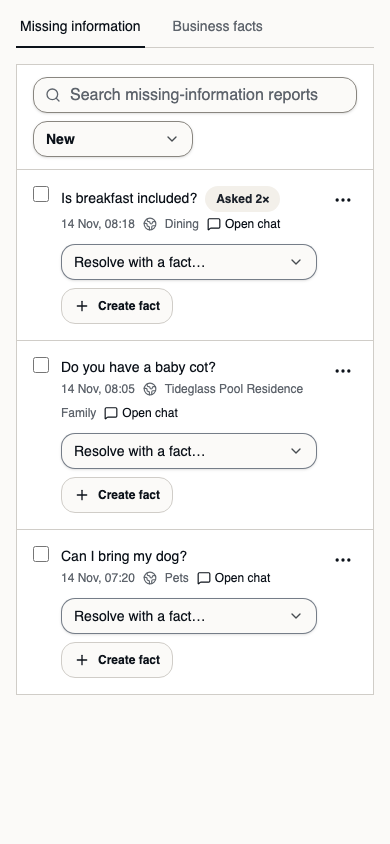 Missing information Business facts
Search missing-information reports
New
Is breakfast included? Asked 2×
14 Nov, 08:18 Dining Open chat
Resolve with a fact…
Create fact
Do you have a baby cot?
14 Nov, 08:05 Tideglass Pool Residence
Family Open chat
Resolve with a fact…
Create fact
Can I bring my dog?
14 Nov, 07:20 Pets Open chat
Resolve with a fact…
Create fact